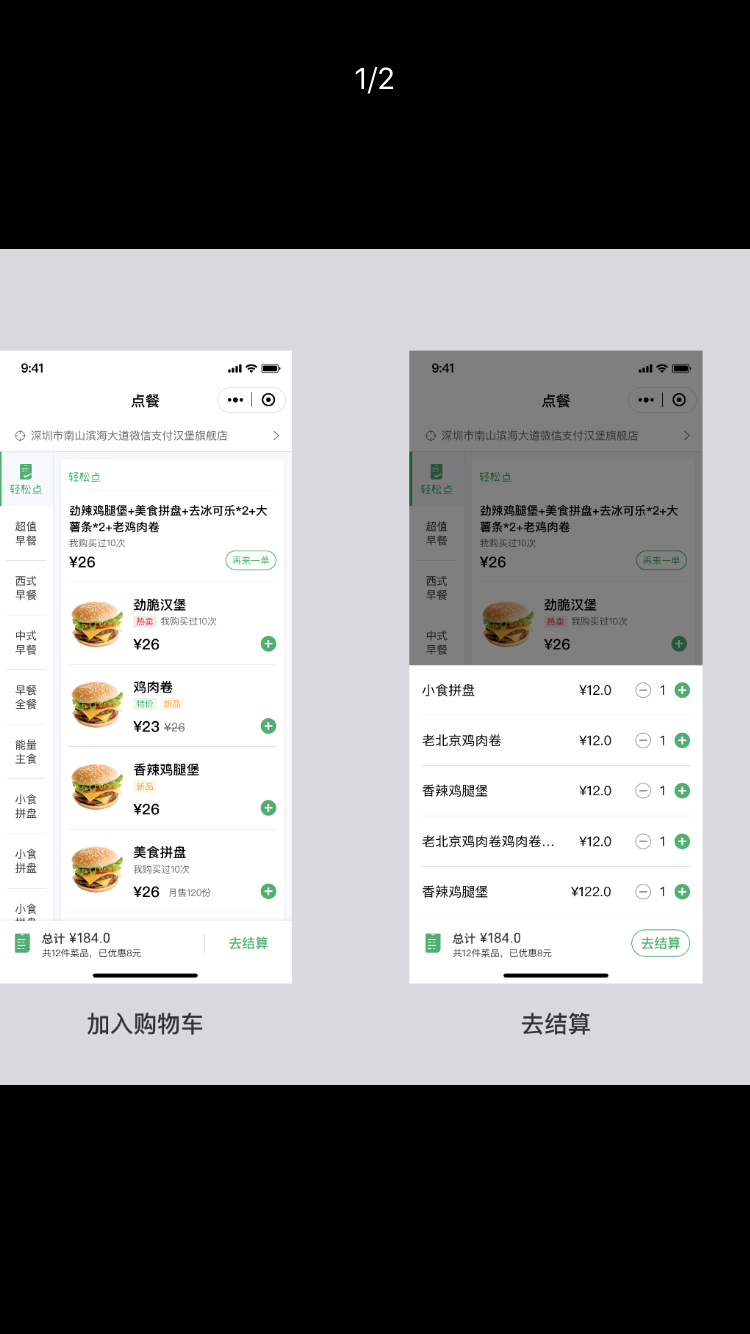 1/2
9:41
点餐
深圳市南山滨海大道微信支付汉堡旗舰店
轻松点
超值
早餐
西式
早餐
中式
早餐
早餐
全餐
能量
主食
小食
拼盘
小食
拼盘
小食
轻松点
劲辣鸡腿堡+美食拼盘+去冰可乐*2+大
薯条*2+老鸡肉卷
我购买过10次
¥26
再来一单
劲脆汉堡
热卖 我购买过10次
¥26
鸡肉卷
特价 新品
¥23 ¥26
香辣鸡腿堡
新品
¥26
美食拼盘
我购买过10次
¥26 月售120份
总计 ¥184.0
共12件菜品，已优惠8元
去结算
加入购物车
9:41
点餐
深圳市南山滨海大道微信支付汉堡旗舰店
轻松点
超值
早餐
西式
早餐
中式
早餐
轻松点
劲辣鸡腿堡+美食拼盘+去冰可乐*2+大
薯条*2+老鸡肉卷
我购买过10次
¥26
再来一单
劲脆汉堡
热卖 我购买过10次
¥26
小食拼盘 ¥12.0 1
老北京鸡肉卷 ¥12.0 1
香辣鸡腿堡 ¥12.0 1
老北京鸡肉卷鸡肉卷... ¥12.0 1
香辣鸡腿堡 ¥122.0 1
总计 ¥184.0
共12件菜品，已优惠8元
去结算
去结算